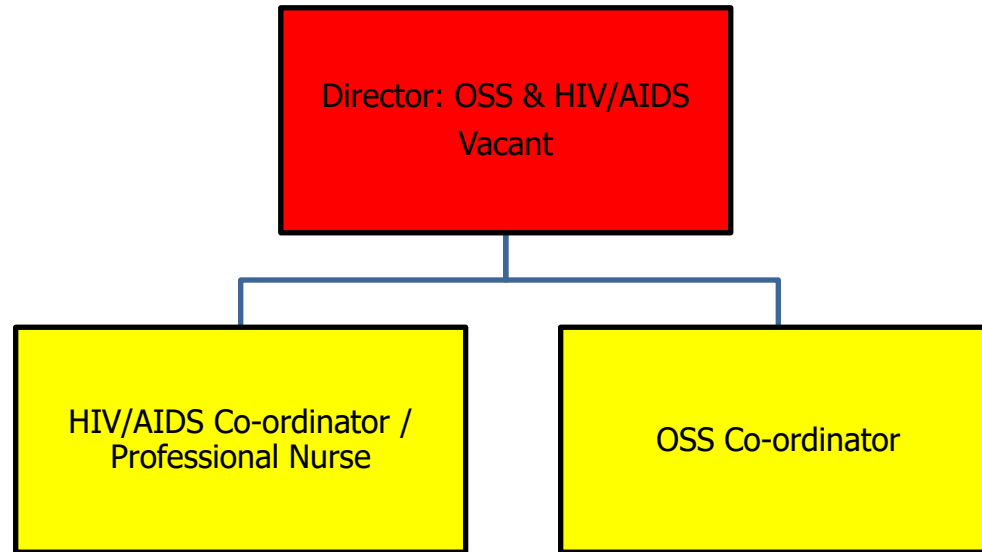 Director: OSS & HIV/AIDS
Vacant
HIV/AIDS Co-ordinator /
Professional Nurse
OSS Co-ordinator